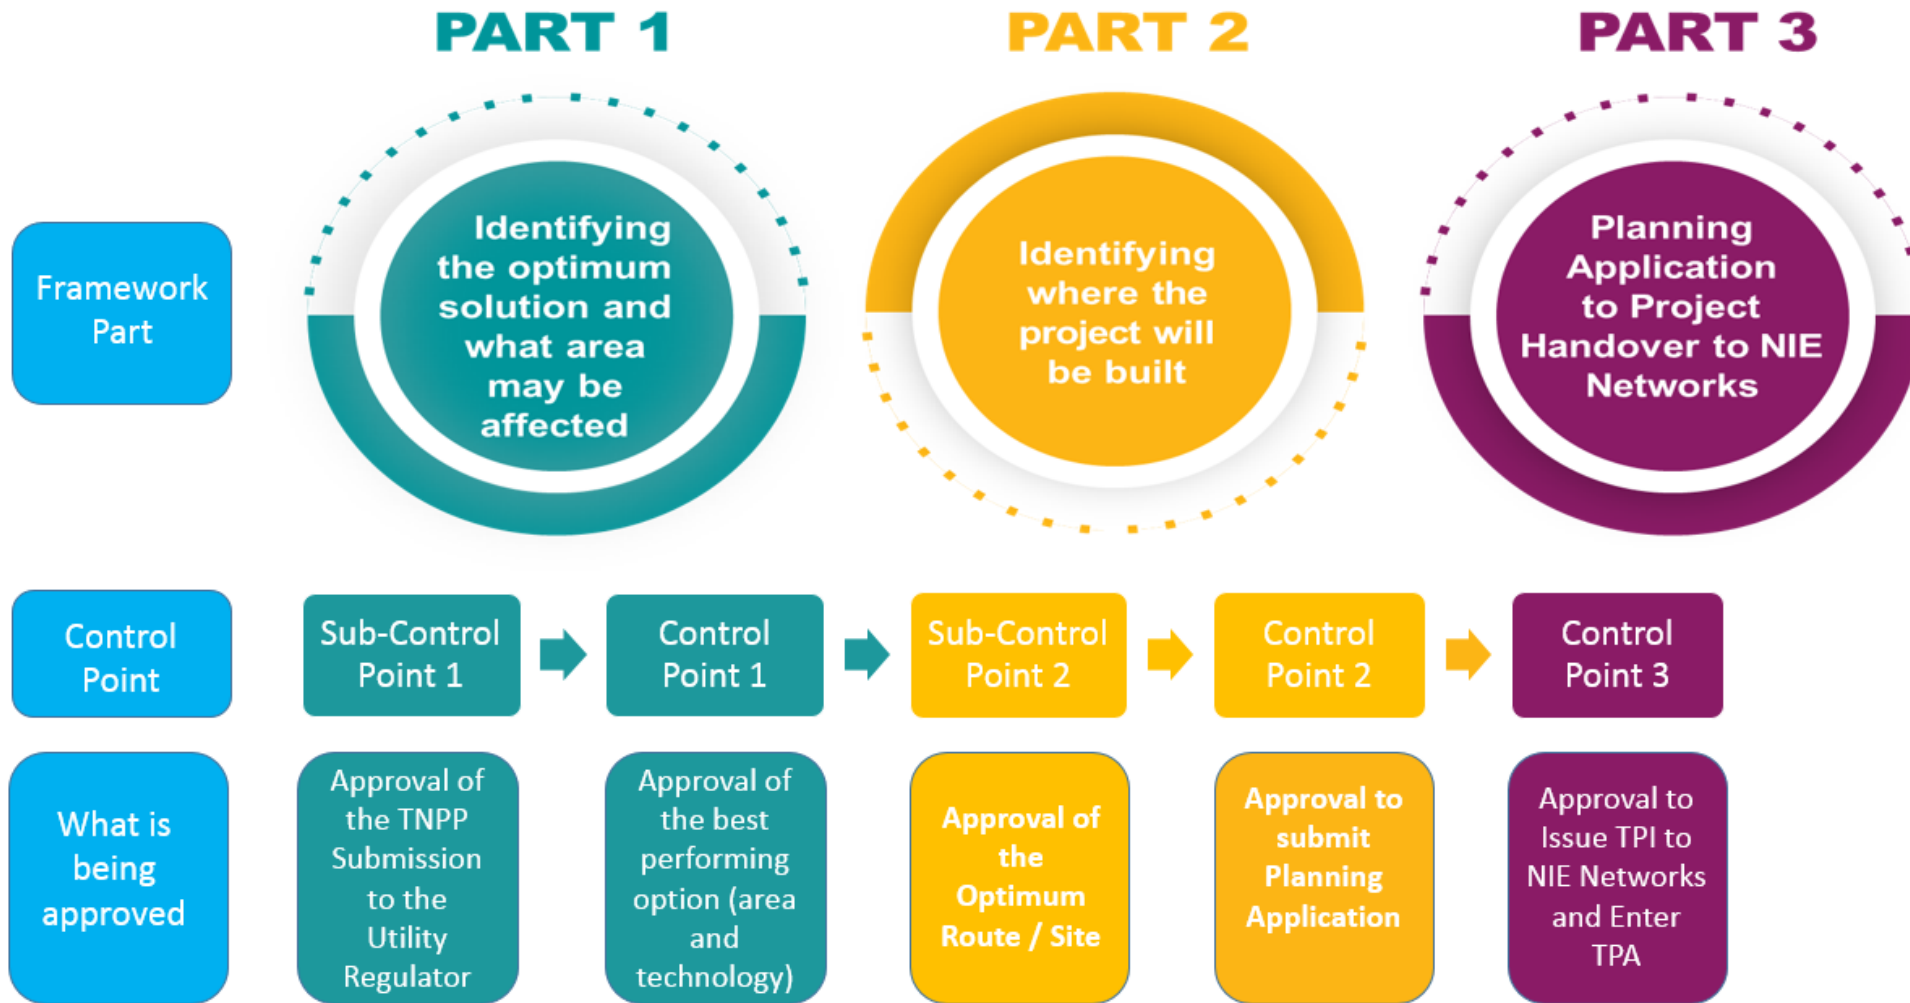 PART 1
PART 2
PART 3
Framework
Part
Identifying
the optimum
solution and
what area
may be
affected
Identifying
where the
project will
be built
Planning
Application
to Project
Handover to NIE
Networks
Control
Point
Sub-Control
Point 1
Control
Point 1
Sub-Control
Point 2
Control
Point 2
Control
Point 3
What is
being
approved
Approval of
the TNPP
Submission
to the
Utility
Regulator
Approval of
the best
performing
option (area
and
technology)
Approval of
the
Optimum
Route / Site
Approval to
submit
Planning
Application
Approval to
Issue TPI to
NIE Networks
and Enter
TPA